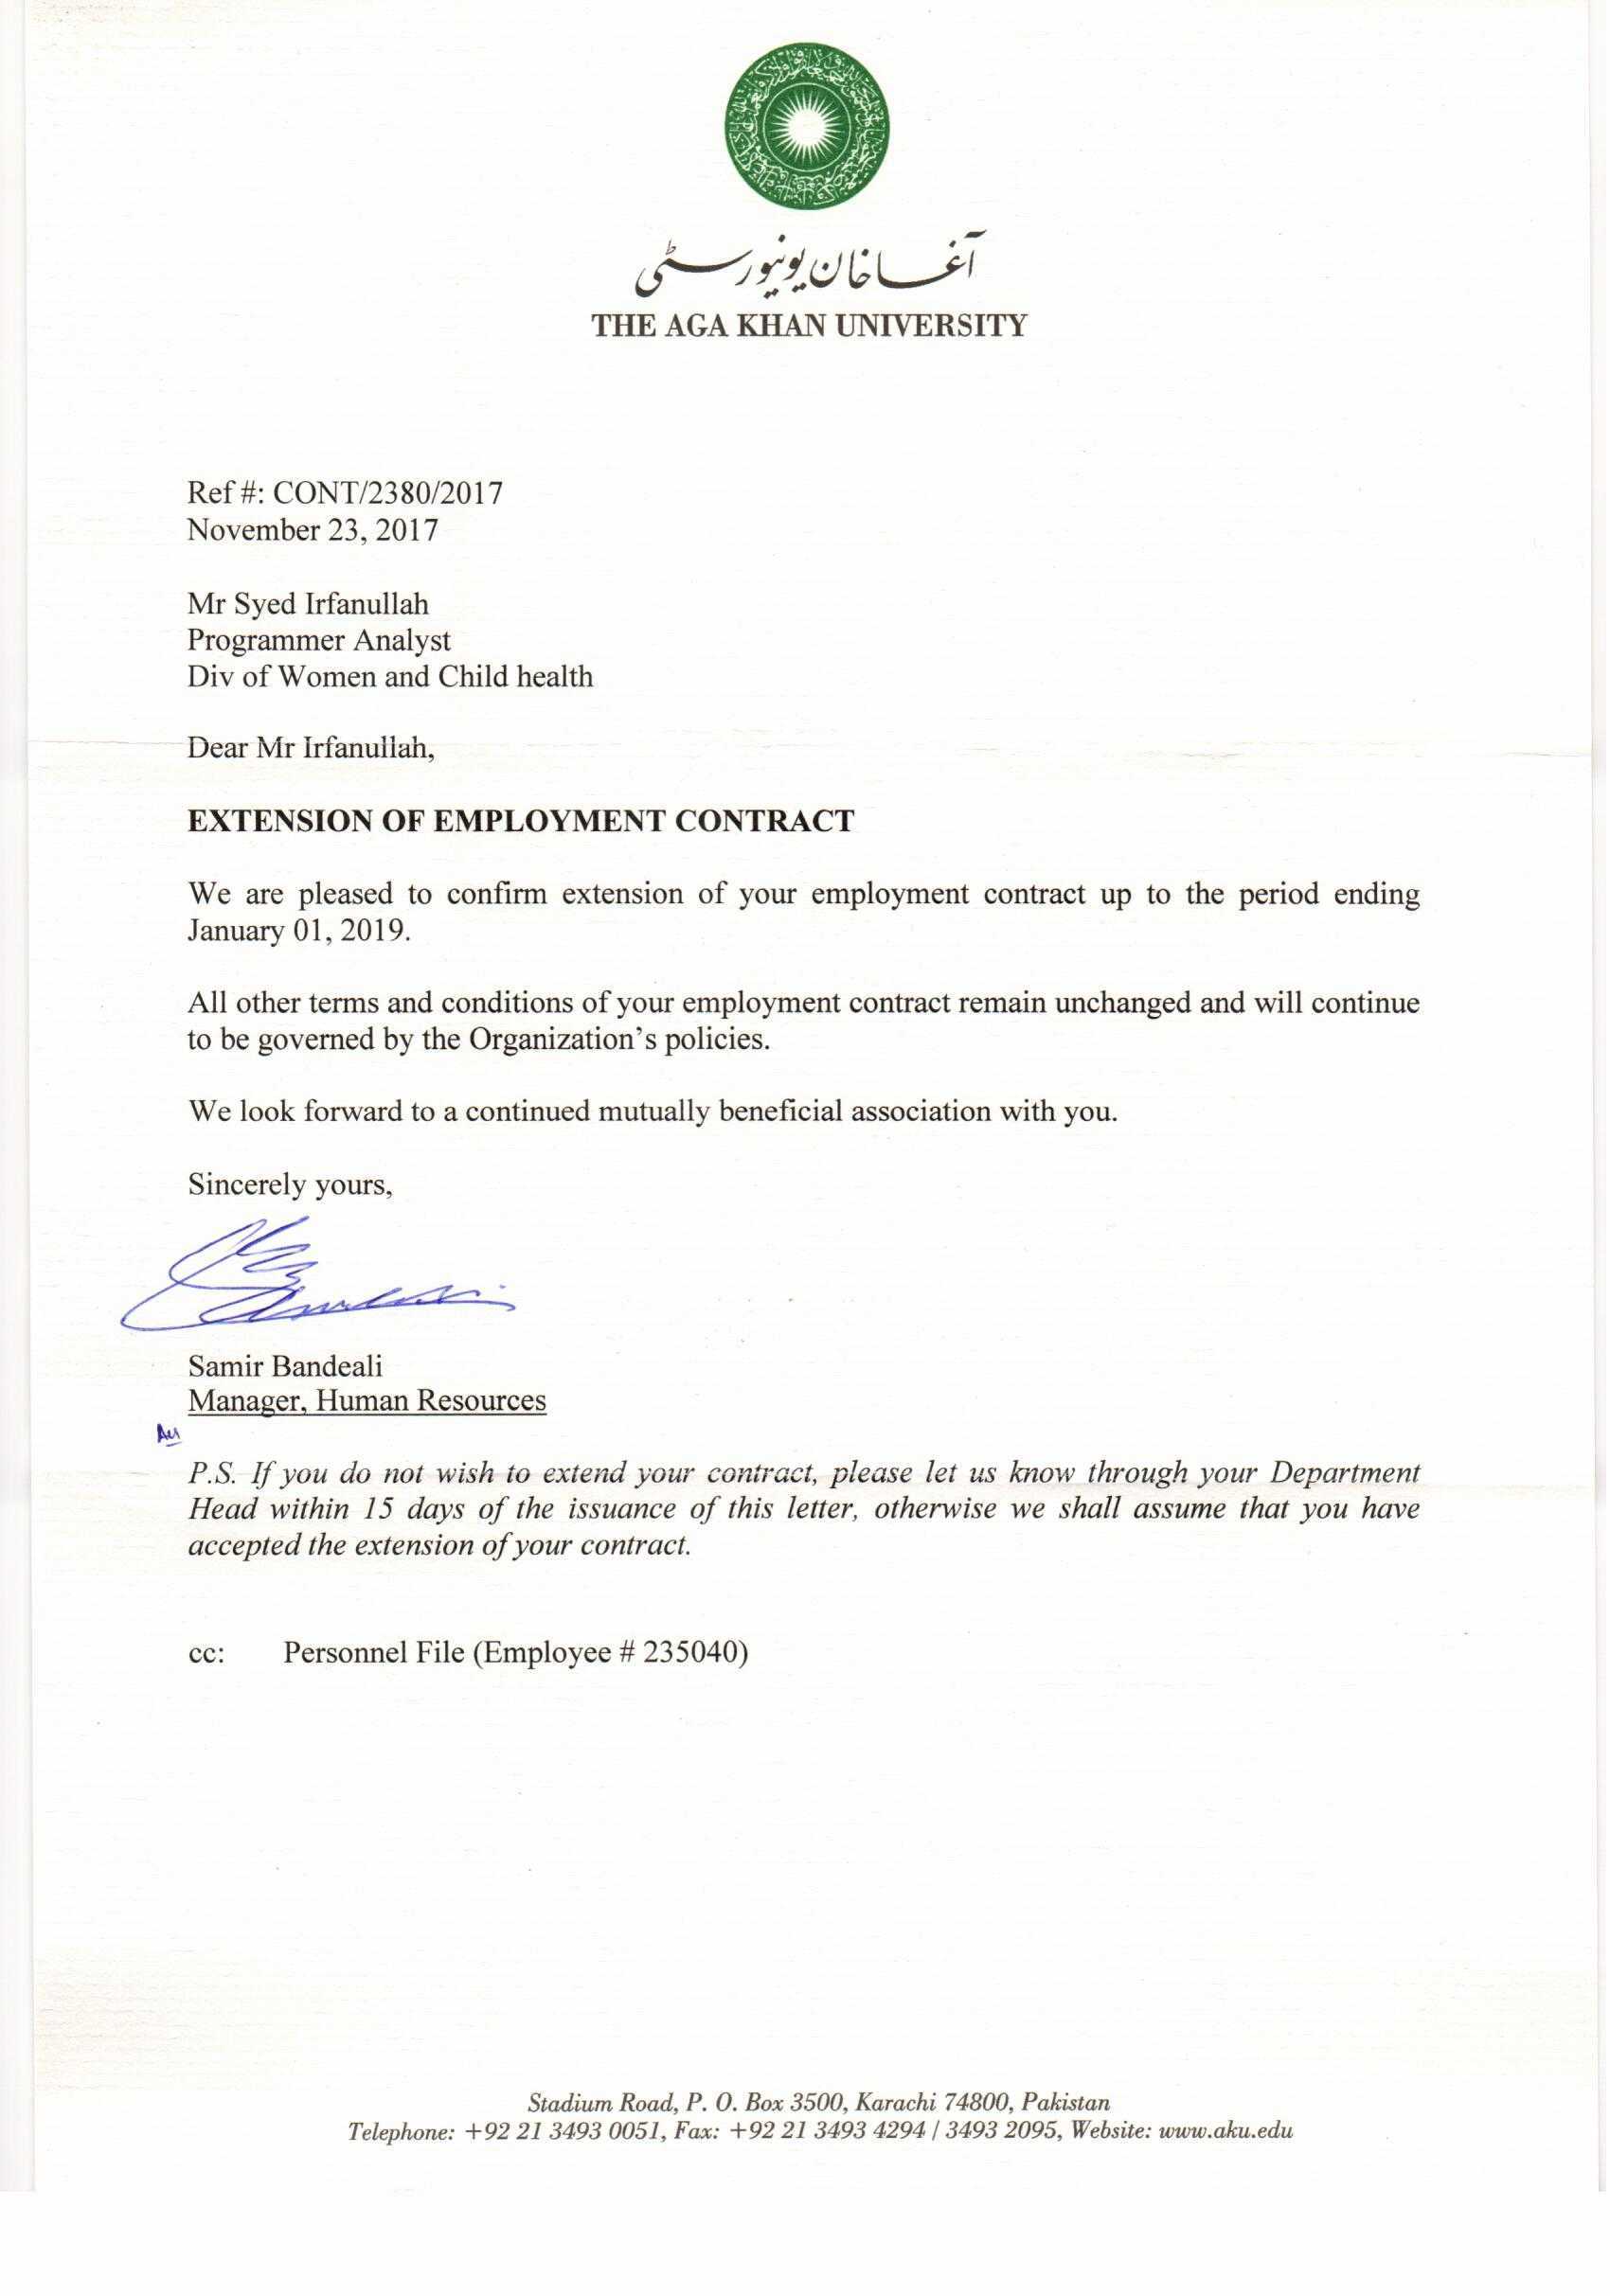 آغا خان یونیورسٹی
THE AGA KHAN UNIVERSITY
Ref #: CONT/2380/2017
November 23, 2017
Mr Syed Irfanullah
Programmer Analyst
Div of Women and Child health
Dear Mr Irfanullah,
EXTENSION OF EMPLOYMENT CONTRACT
We are pleased to confirm extension of your employment contract up to the period ending
January 01, 2019.
All other terms and conditions of your employment contract remain unchanged and will continue
to be governed by the Organization's policies.
We look forward to a continued mutually beneficial association with you.
Sincerely yours,
Samir Bandeali
Manager, Human Resources
P.S. If you do not wish to extend your contract, please let us know through your Department
Head within 15 days of the issuance of this letter, otherwise we shall assume that you have
accepted the extension of your contract.
cc: Personnel File (Employee # 235040)
Stadium Road, P. O. Box 3500, Karachi 74800, Pakistan
Telephone: +92 21 3493 0051, Fax: +92 21 3493 4294 / 3493 2095, Website: www.aku.edu